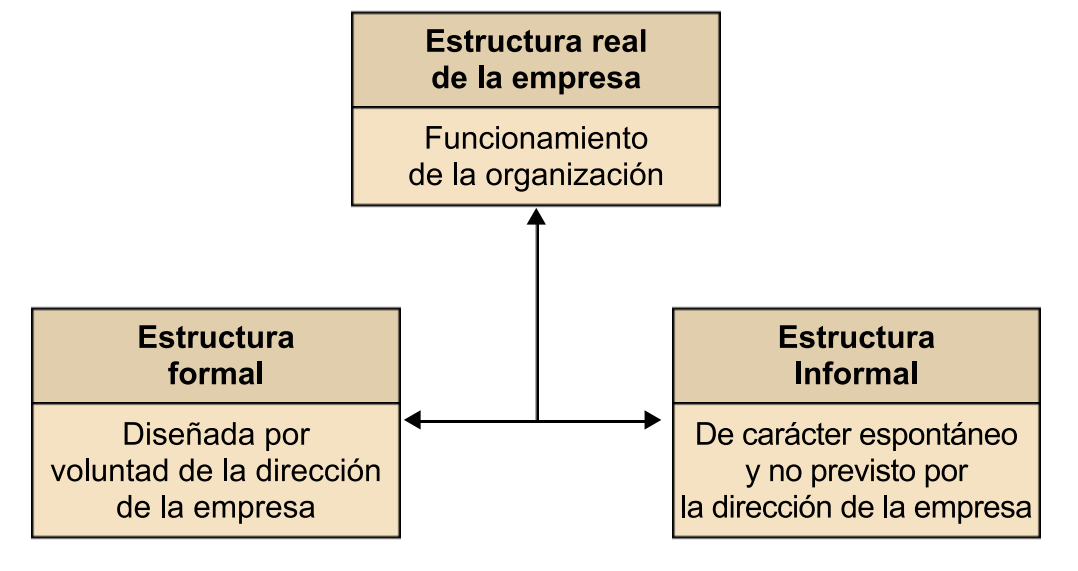 Estructura real
de la empresa
Funcionamiento
de la organización
Estructura
formal
Diseñada por
voluntad de la dirección
de la empresa
Estructura
Informal
De carácter espontáneo
y no previsto por
la dirección de la empresa